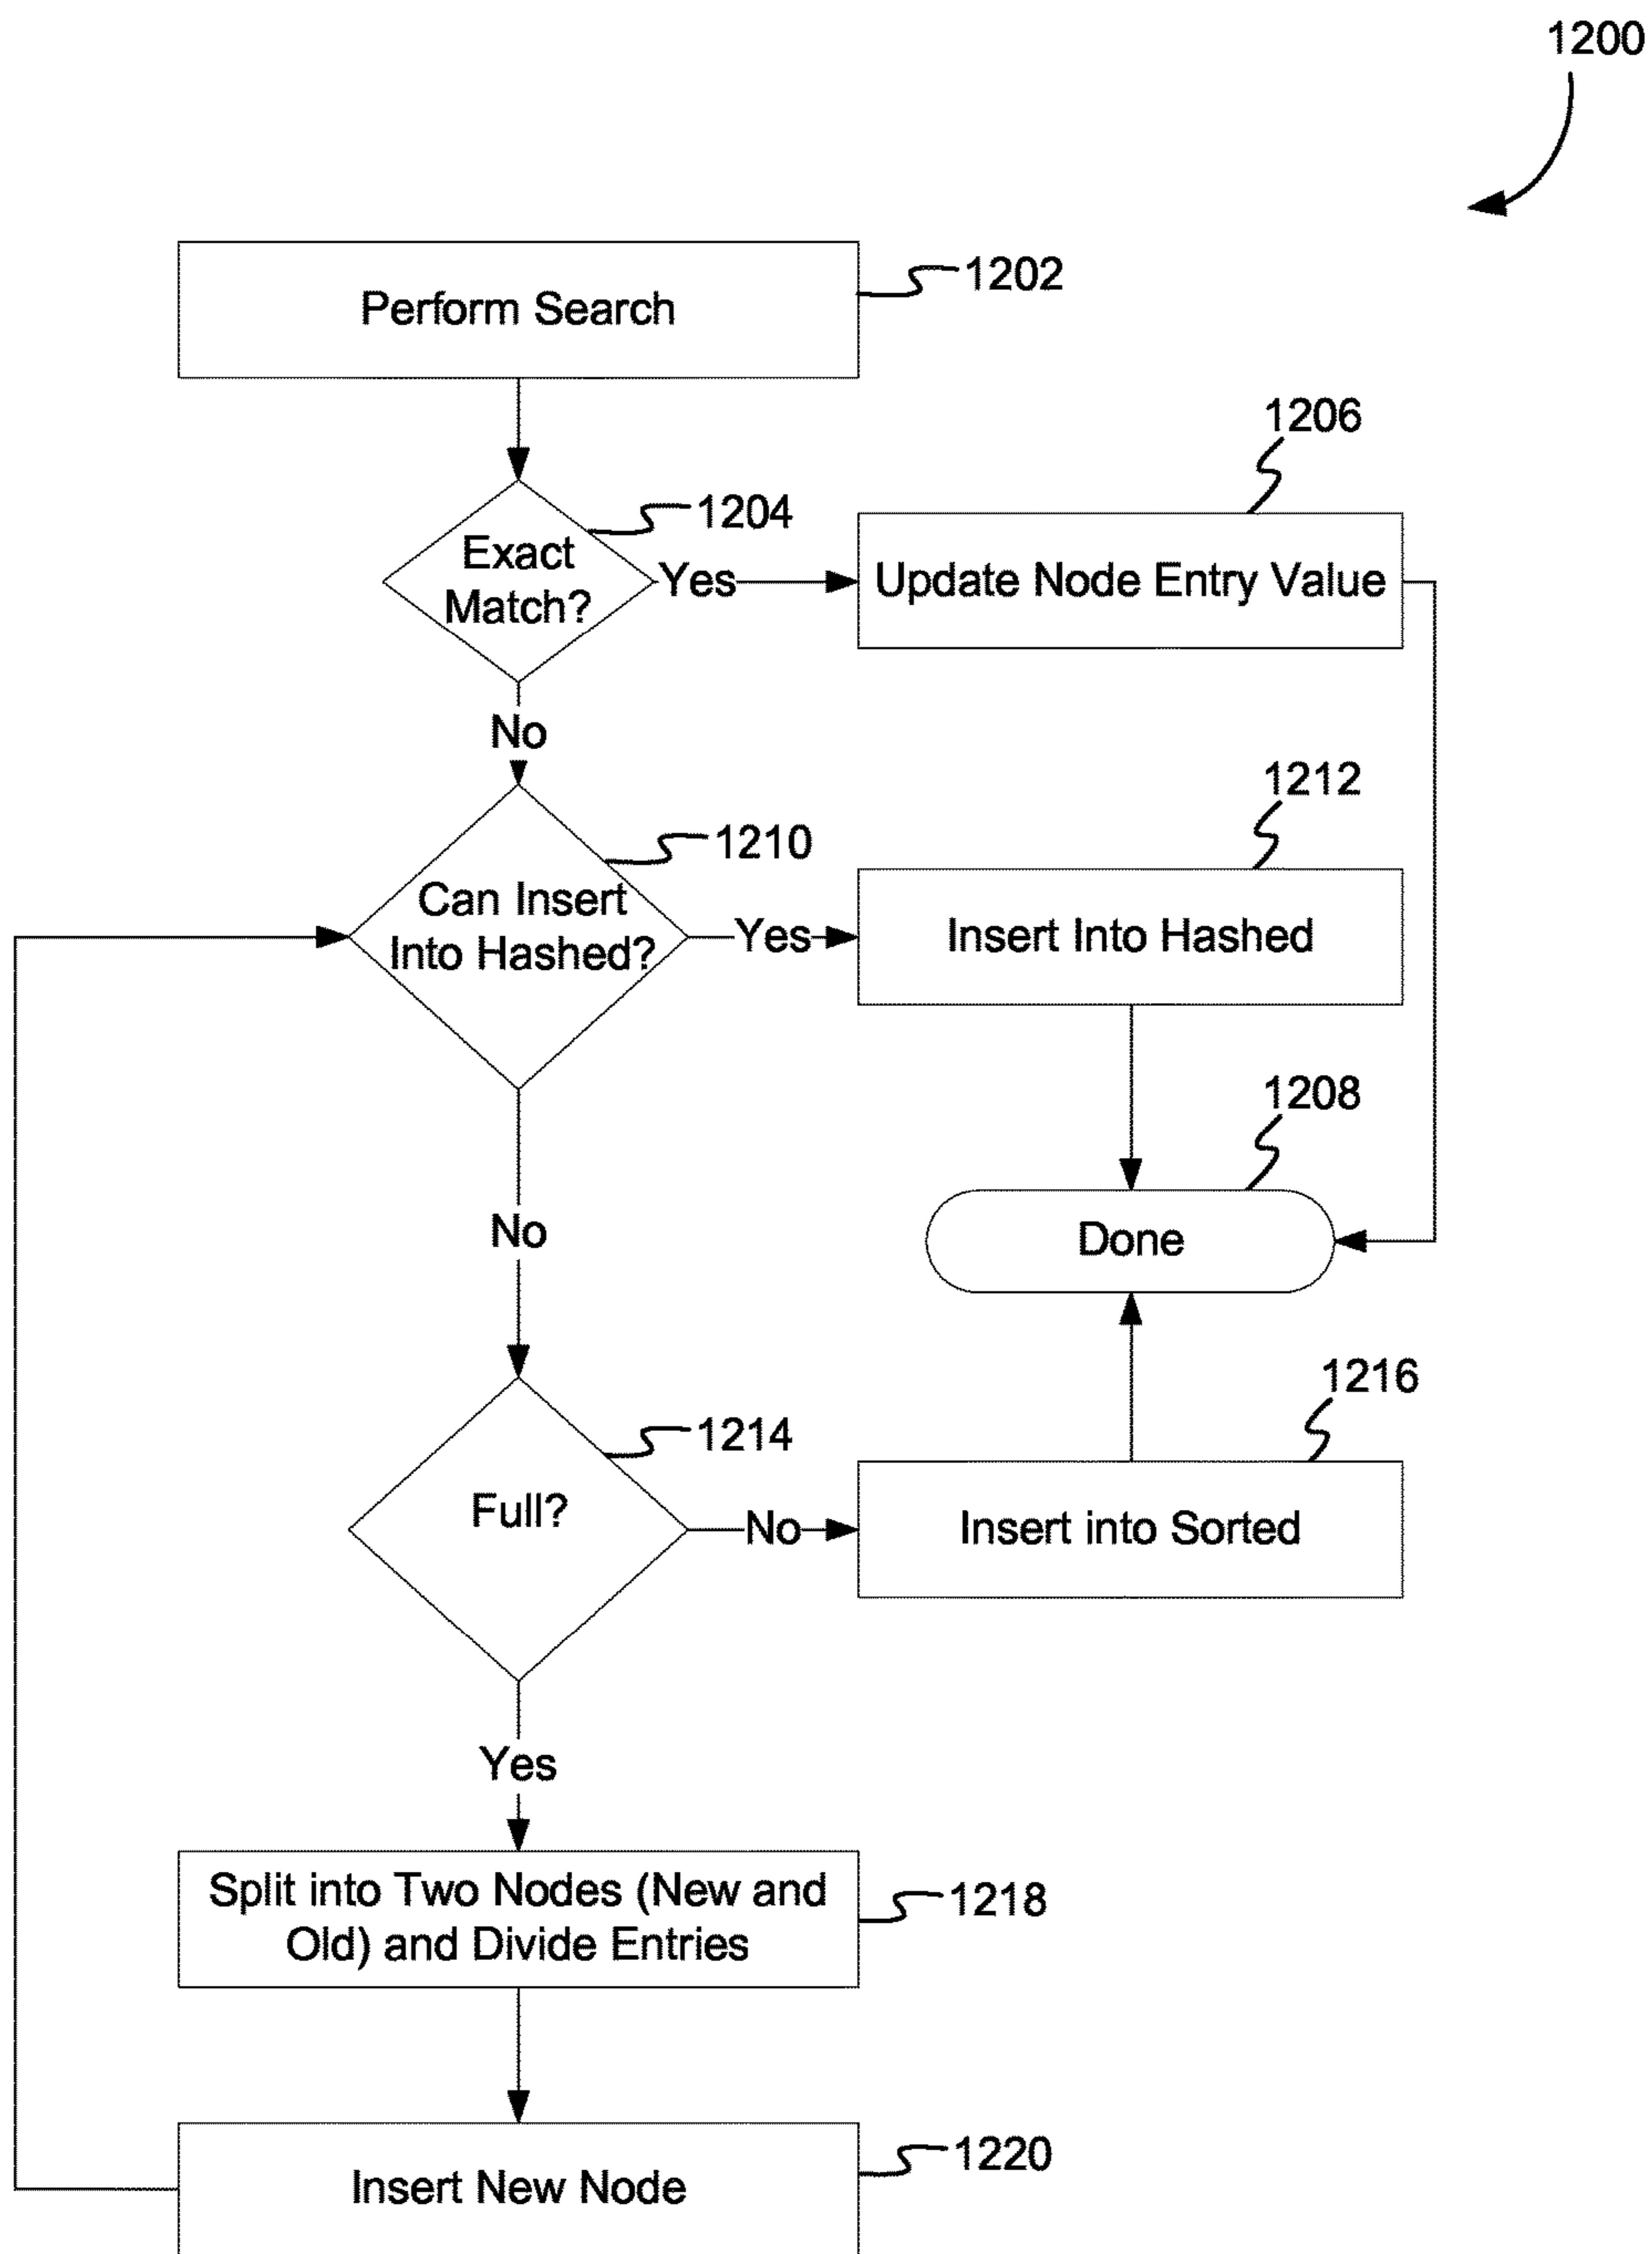 1200
Perform Search
1202
1206
1204
Exact
Match?
Yes
Update Node Entry Value
No
1212
1210
Can Insert
Into Hashed?
Yes
Insert Into Hashed
1208
No
Done
1216
1214
Full?
No
Insert into Sorted
Yes
Split into Two Nodes (New and
Old) and Divide Entries
1218
1220
Insert New Node